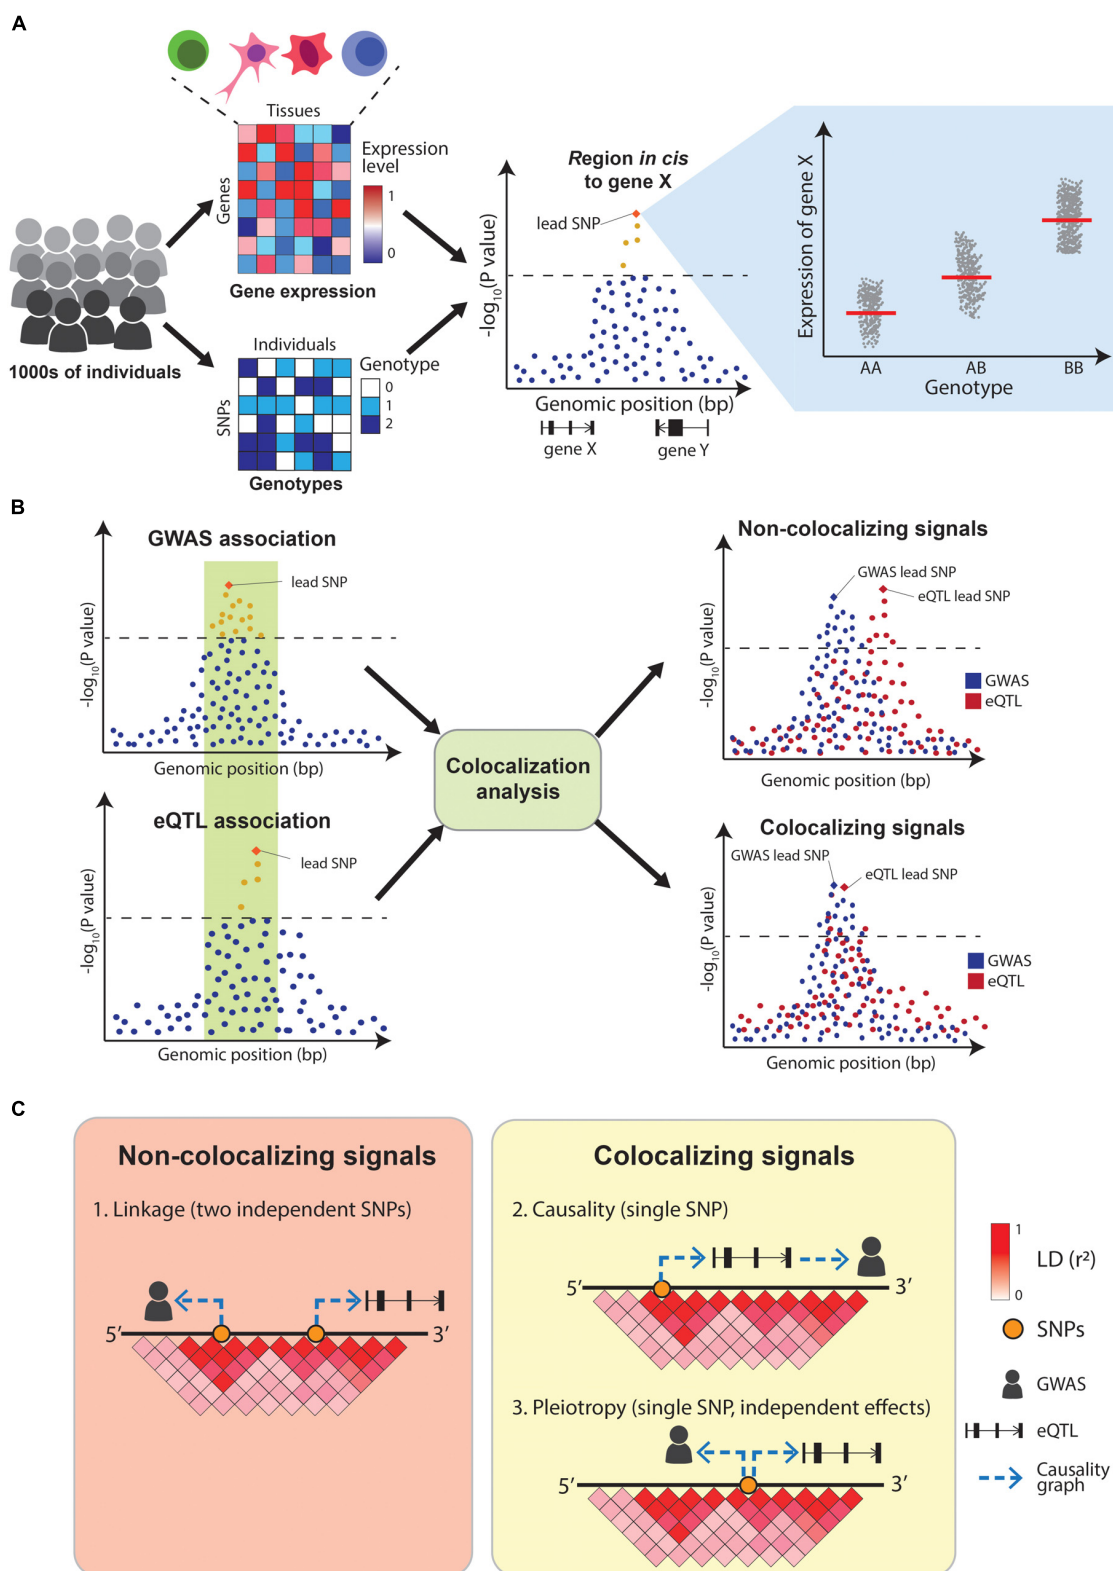 A
Tissues
Genes
Expression
level
1
0
Gene expression
1000s of individuals
Individuals
SNPs
Genotype
0
1
2
Genotypes
Region in cis
to gene X
lead SNP
-log10(P value)
Genomic position (bp)
gene X
gene Y
Expression of gene X
AA
AB
BB
Genotype
B
GWAS association
lead SNP
-log10(P value)
Genomic position (bp)
eQTL association
lead SNP
-log10(P value)
Genomic position (bp)
Colocalization
analysis
Non-colocalizing signals
GWAS lead SNP
eQTL lead SNP
-log10(P value)
GWAS
eQTL
Genomic position (bp)
Colocalizing signals
GWAS lead SNP
eQTL lead SNP
-log10(P value)
GWAS
eQTL
Genomic position (bp)
C
Non-colocalizing signals
1. Linkage (two independent SNPs)
5′
3′
Colocalizing signals
2. Causality (single SNP)
5′
3′
3. Pleiotropy (single SNP, independent effects)
5′
3′
1
0
LD (r²)
SNPs
GWAS
eQTL
Causality
graph